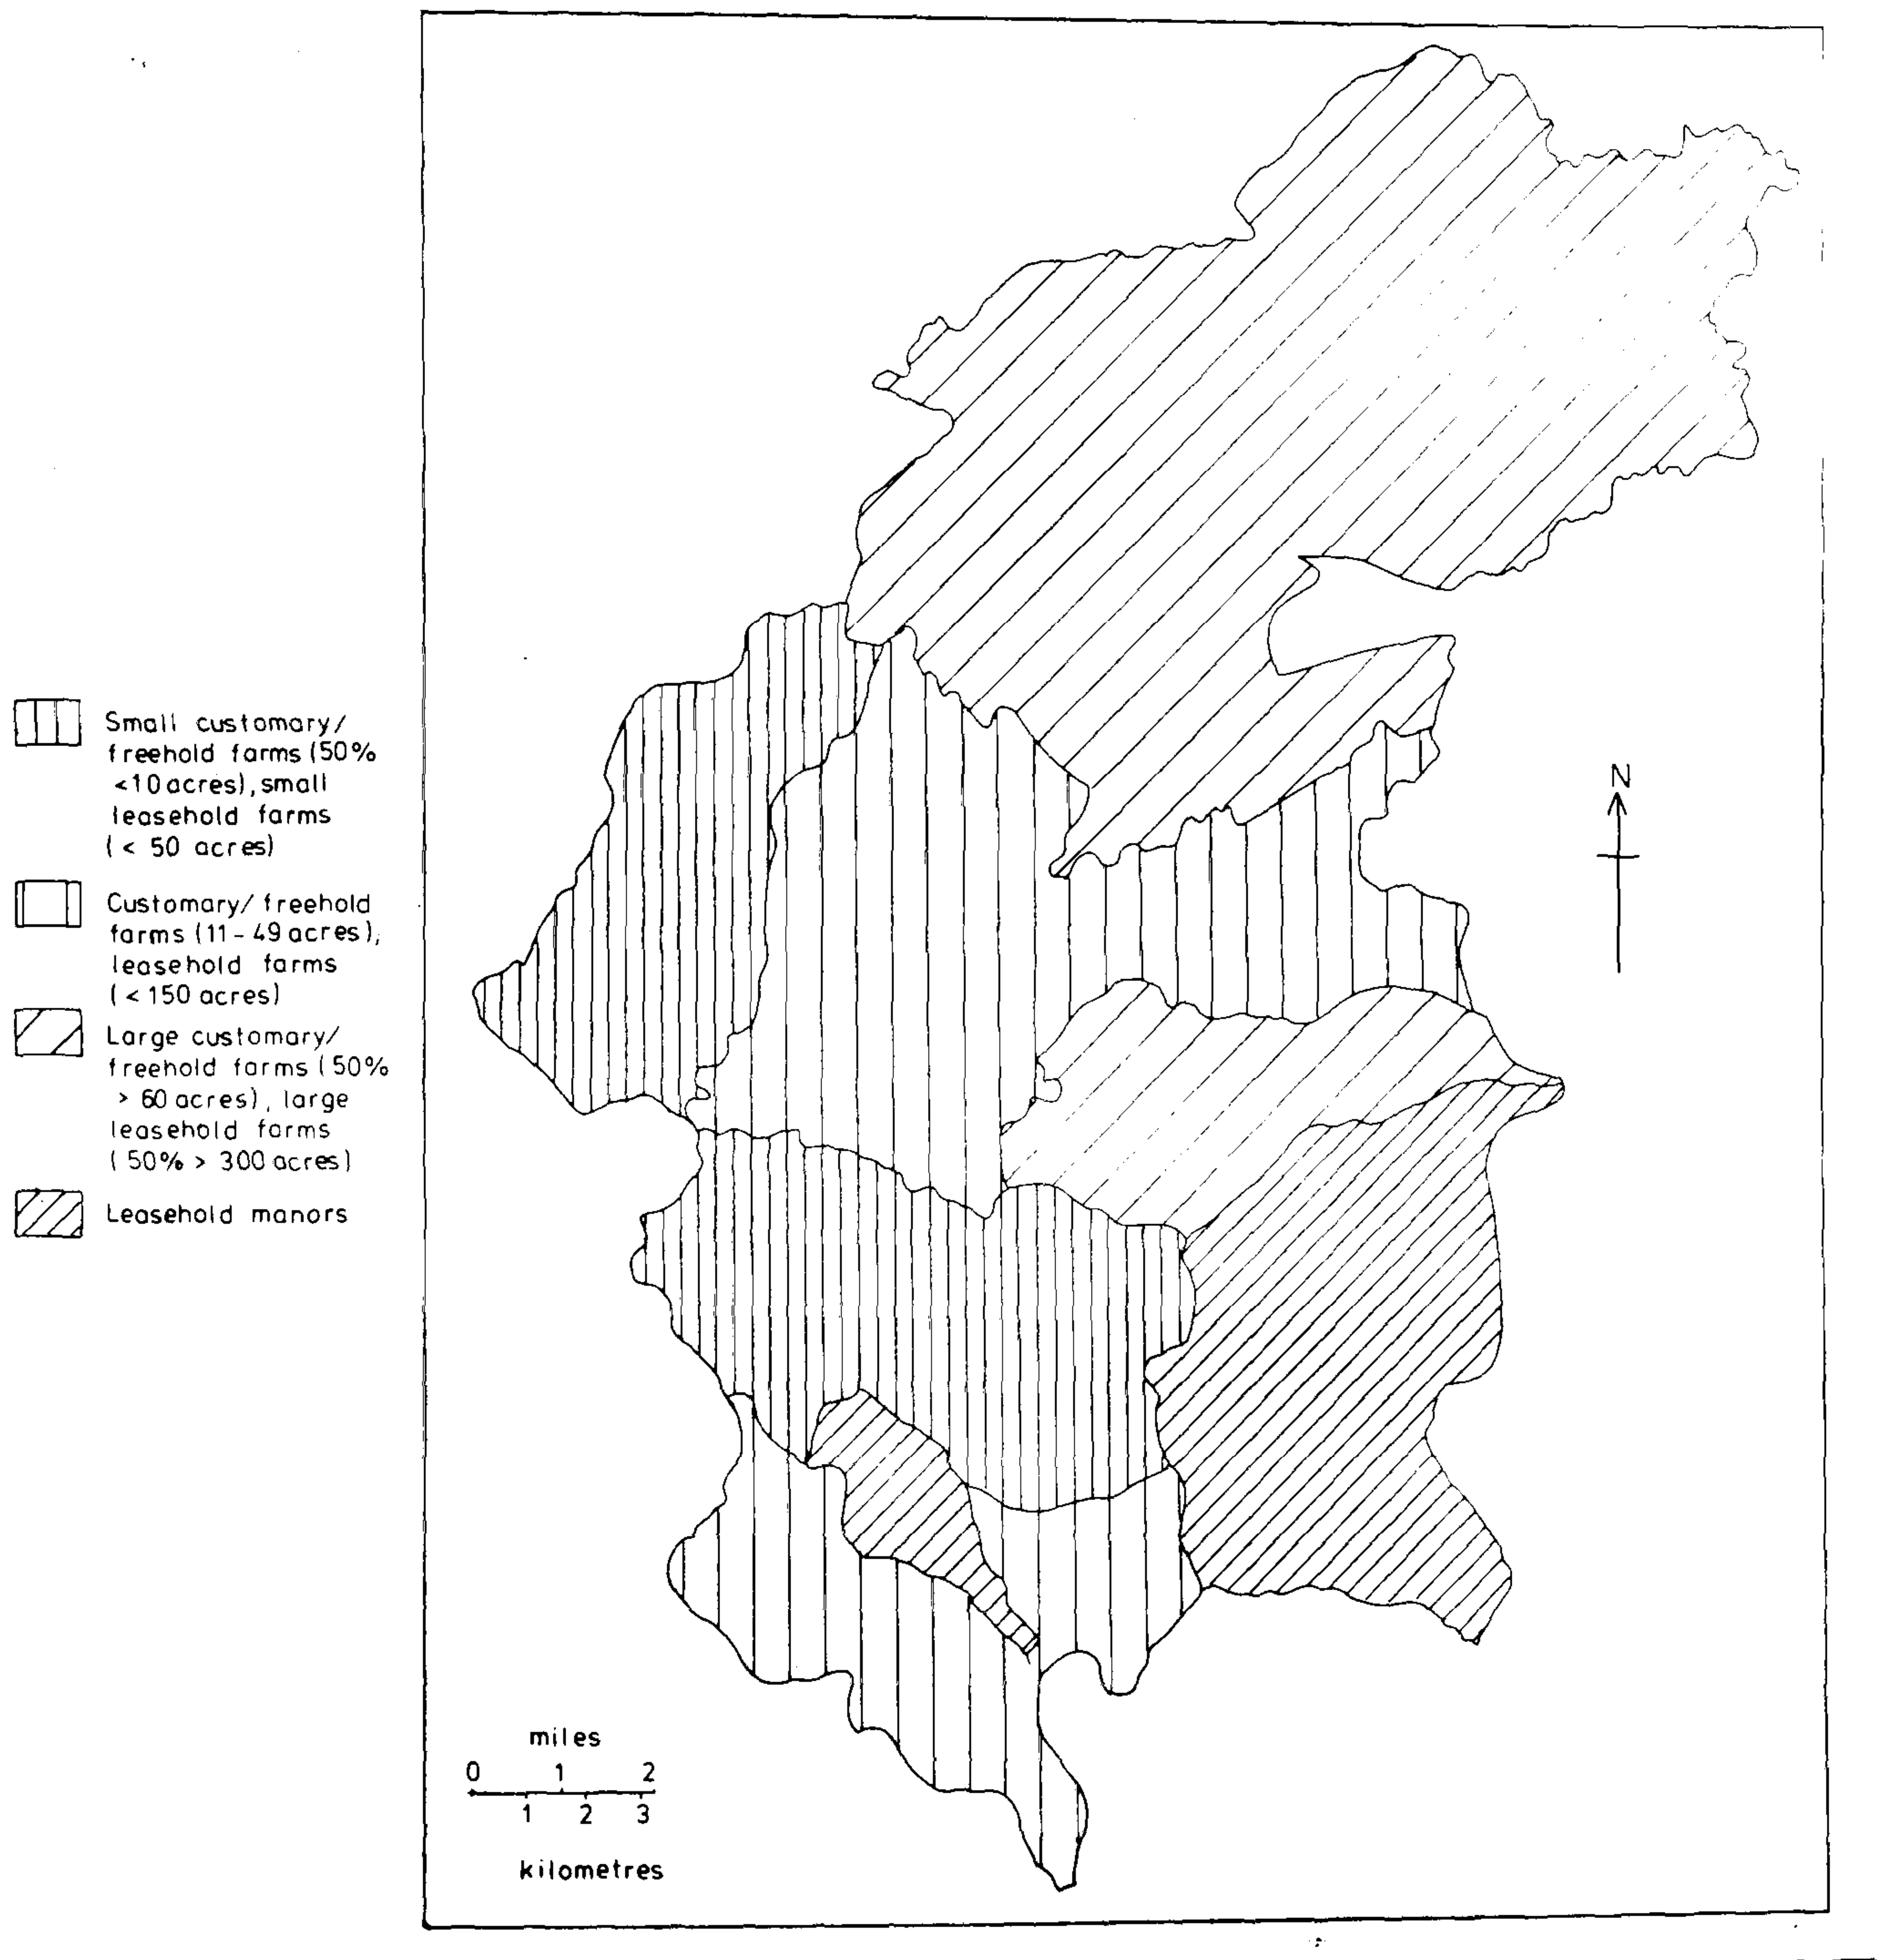 Small customary/
freehold farms (50%
<10 acres), small
leasehold farms
( < 50 acres)
Customary/ freehold
farms (11 - 49 acres),
leasehold farms
( < 150 acres)
Large customary/
freehold farms (50%
> 60 acres), large
leasehold farms
( 50% > 300 acres)
Leasehold manors
N
miles
0 1 2
1 2 3
kilometres